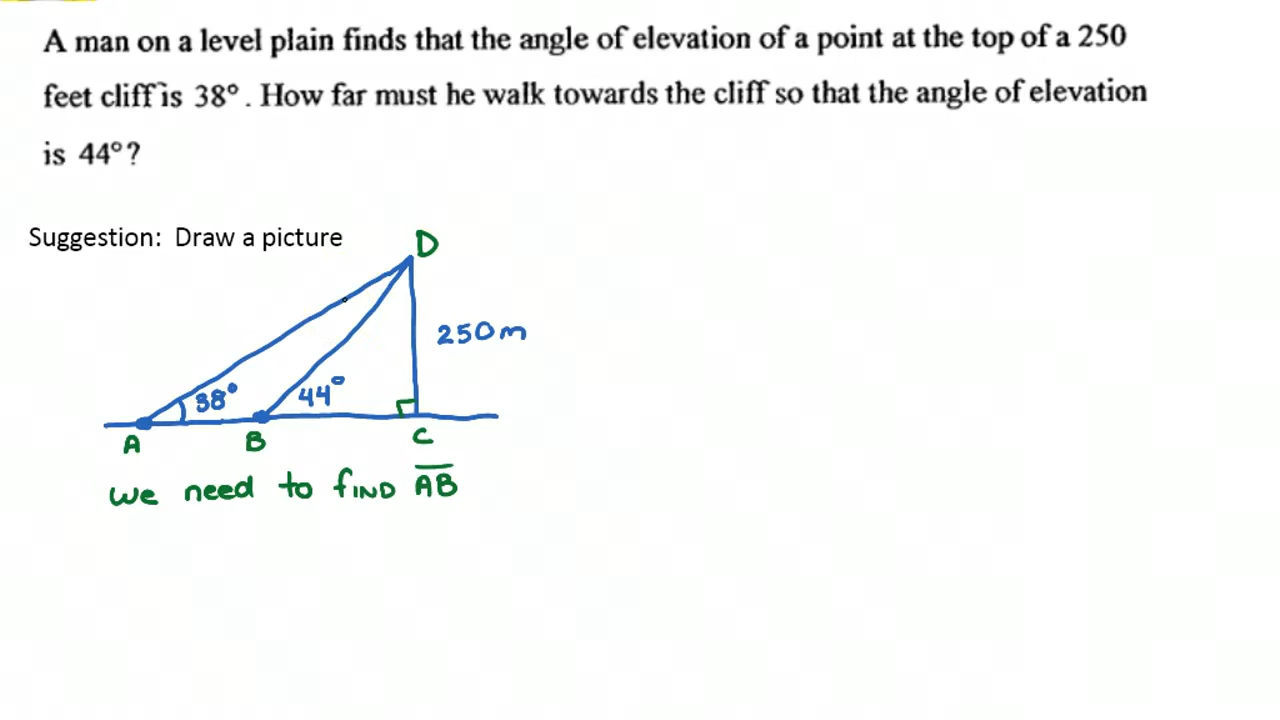 A man on a level plain finds that the angle of elevation of a point at the top of a 250
feet cliff is 38°. How far must he walk towards the cliff so that the angle of elevation
is 44°?
Suggestion: Draw a picture
D
250m
38°
44°
A
B
C
we need to find A̅B̅